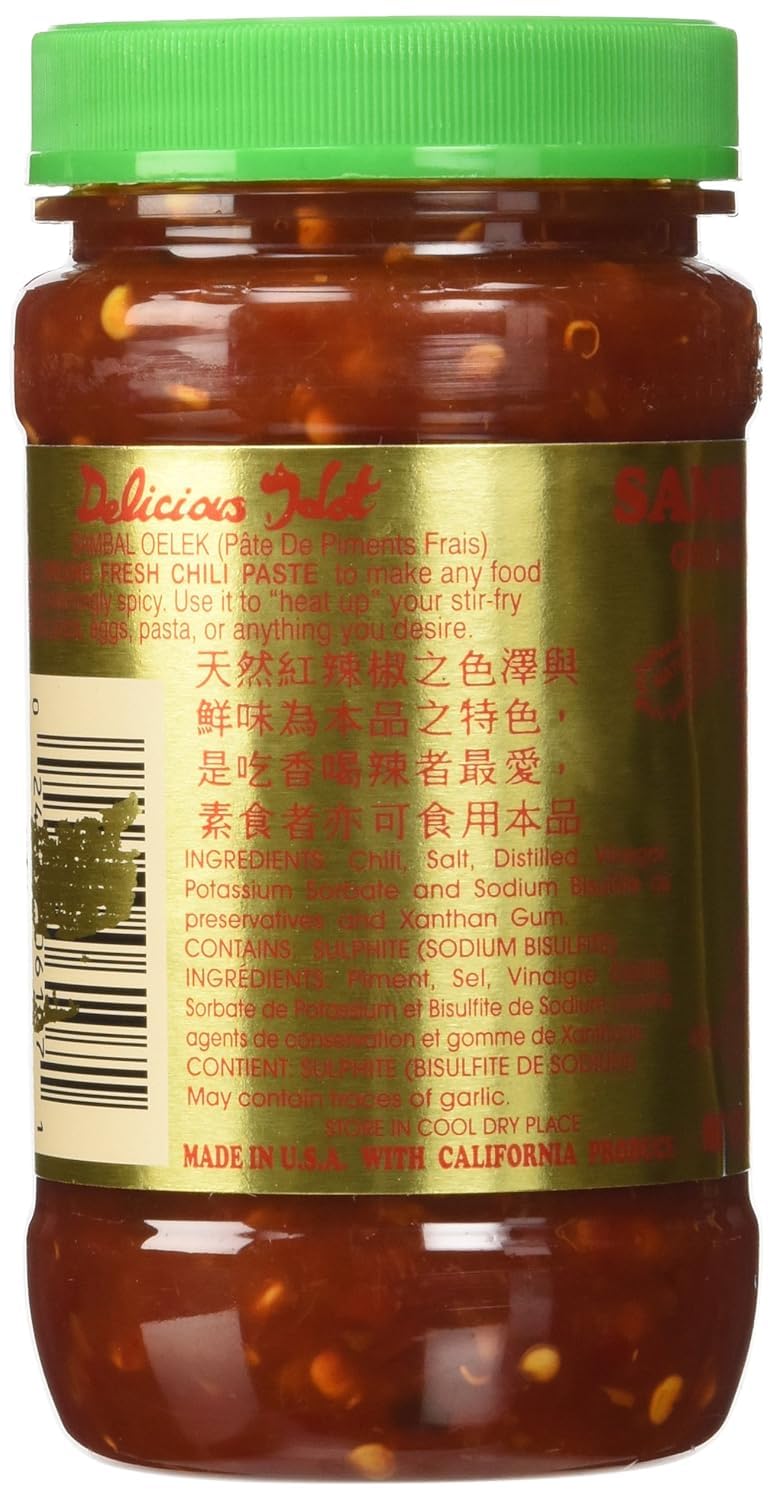 Delicious Hot
SAMBAL OELEK (Pâte De Piments Frais)
FRESH CHILI PASTE to make any food
spicy. Use it to "heat up" your stir-fry
eggs, pasta, or anything you desire.
天然紅辣椒之色澤與
鮮味為本品之特色，
是吃香喝辣者最愛，
素食者亦可食用本品
INGREDIENTS: Chili, Salt, Distilled Vinegar,
Potassium Sorbate and Sodium Bisulfite as
preservatives and Xanthan Gum.
CONTAINS: SULPHITE (SODIUM BISULFITE)
INGRÉDIENTS: Piment, Sel, Vinaigre
Sorbate de Potassium et Bisulfite de Sodium
agents de conservation et gomme de Xanthane
CONTIENT: SULPHITE (BISULFITE DE SODIUM)
May contain traces of garlic.
STORE IN COOL DRY PLACE
MADE IN U.S.A. WITH CALIFORNIA PRODUCE